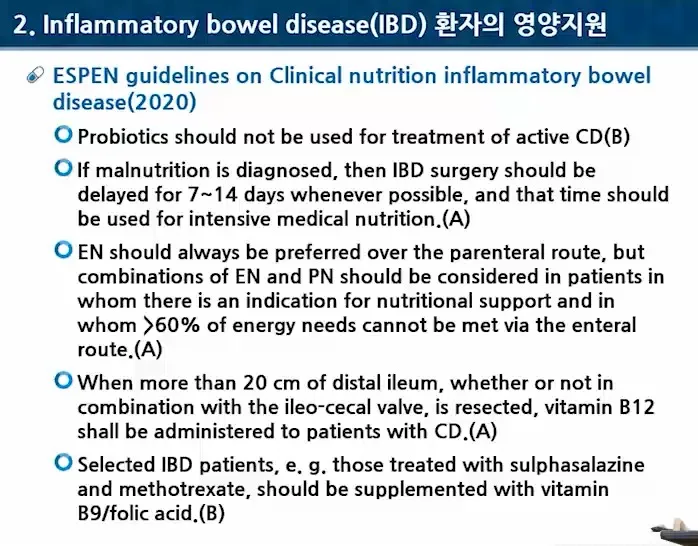 2. Inflammatory bowel disease(IBD) 환자의 영양지원
ESPEN guidelines on Clinical nutrition inflammatory bowel
disease(2020)
Probiotics should not be used for treatment of active CD(B)
If malnutrition is diagnosed, then IBD surgery should be
delayed for 7~14 days whenever possible, and that time should
be used for intensive medical nutrition.(A)
EN should always be preferred over the parenteral route, but
combinations of EN and PN should be considered in patients in
whom there is an indication for nutritional support and in
whom >60% of energy needs cannot be met via the enteral
route.(A)
When more than 20 cm of distal ileum, whether or not in
combination with the ileo-cecal valve, is resected, vitamin B12
shall be administered to patients with CD.(A)
Selected IBD patients, e. g. those treated with sulphasalazine
and methotrexate, should be supplemented with vitamin
B9/folic acid.(B)